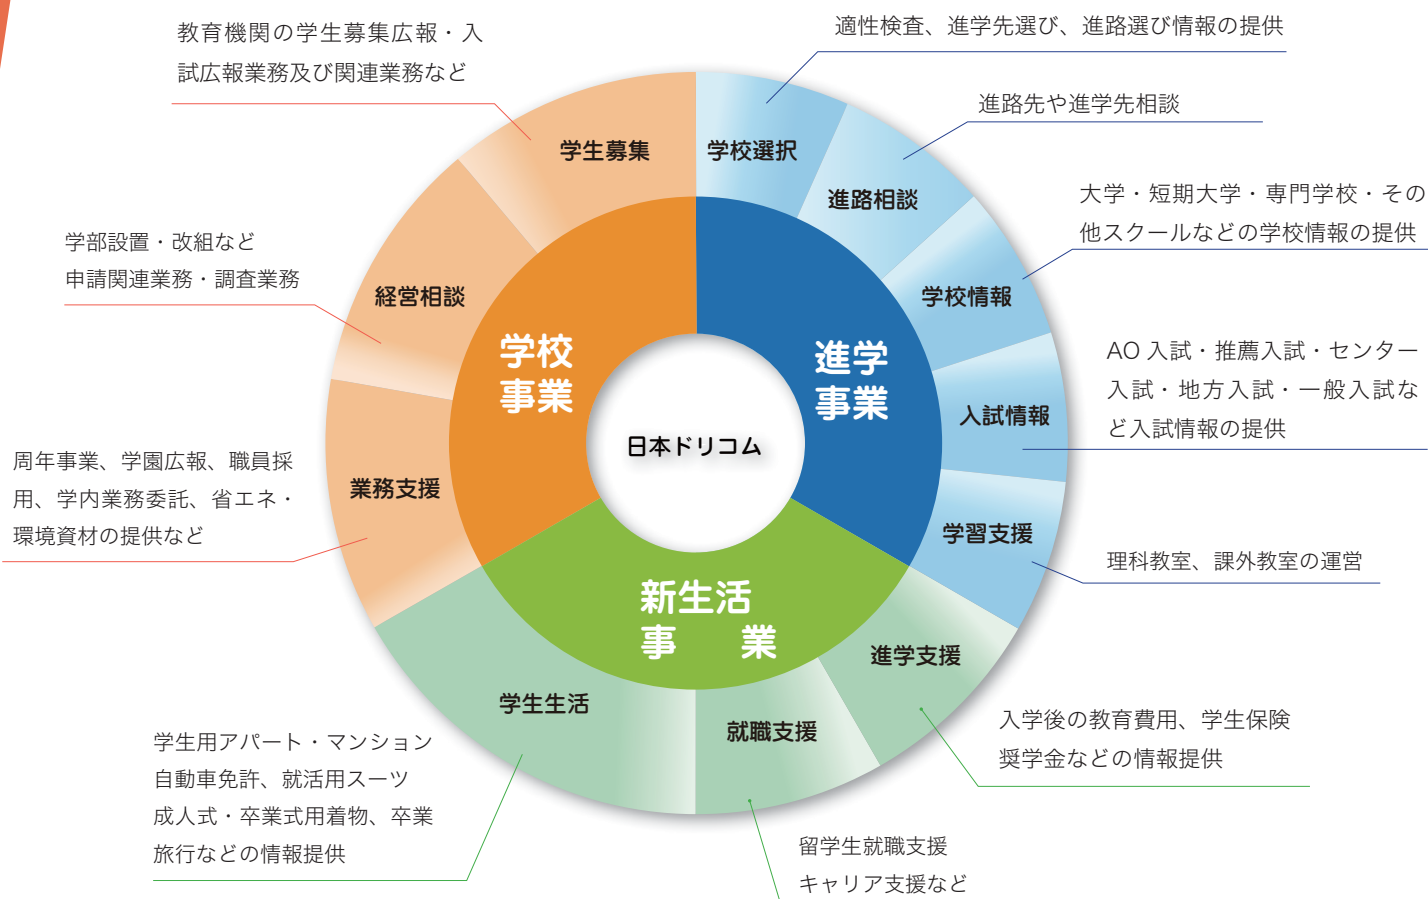 教育機関の学生募集広報・入
試広報業務及び関連業務など
適性検査、進学先選び、進路選び情報の提供
進路先や進学先相談
学生募集
学校選択
進路相談
大学・短期大学・専門学校・その
他スクールなどの学校情報の提供
学部設置・改組など
申請関連業務・調査業務
経営相談
学校情報
学校
事業
進学
事業
AO 入試・推薦入試・センター
入試・地方入試・一般入試な
ど入試情報の提供
入試情報
日本ドリコム
周年事業、学園広報、職員採
用、学内業務委託、省エネ・
環境資材の提供など
業務支援
学習支援
理科教室、課外教室の運営
新生活
事 業
進学支援
学生生活
就職支援
入学後の教育費用、学生保険
奨学金などの情報提供
学生用アパート・マンション
自動車免許、就活用スーツ
成人式・卒業式用着物、卒業
旅行などの情報提供
留学生就職支援
キャリア支援など